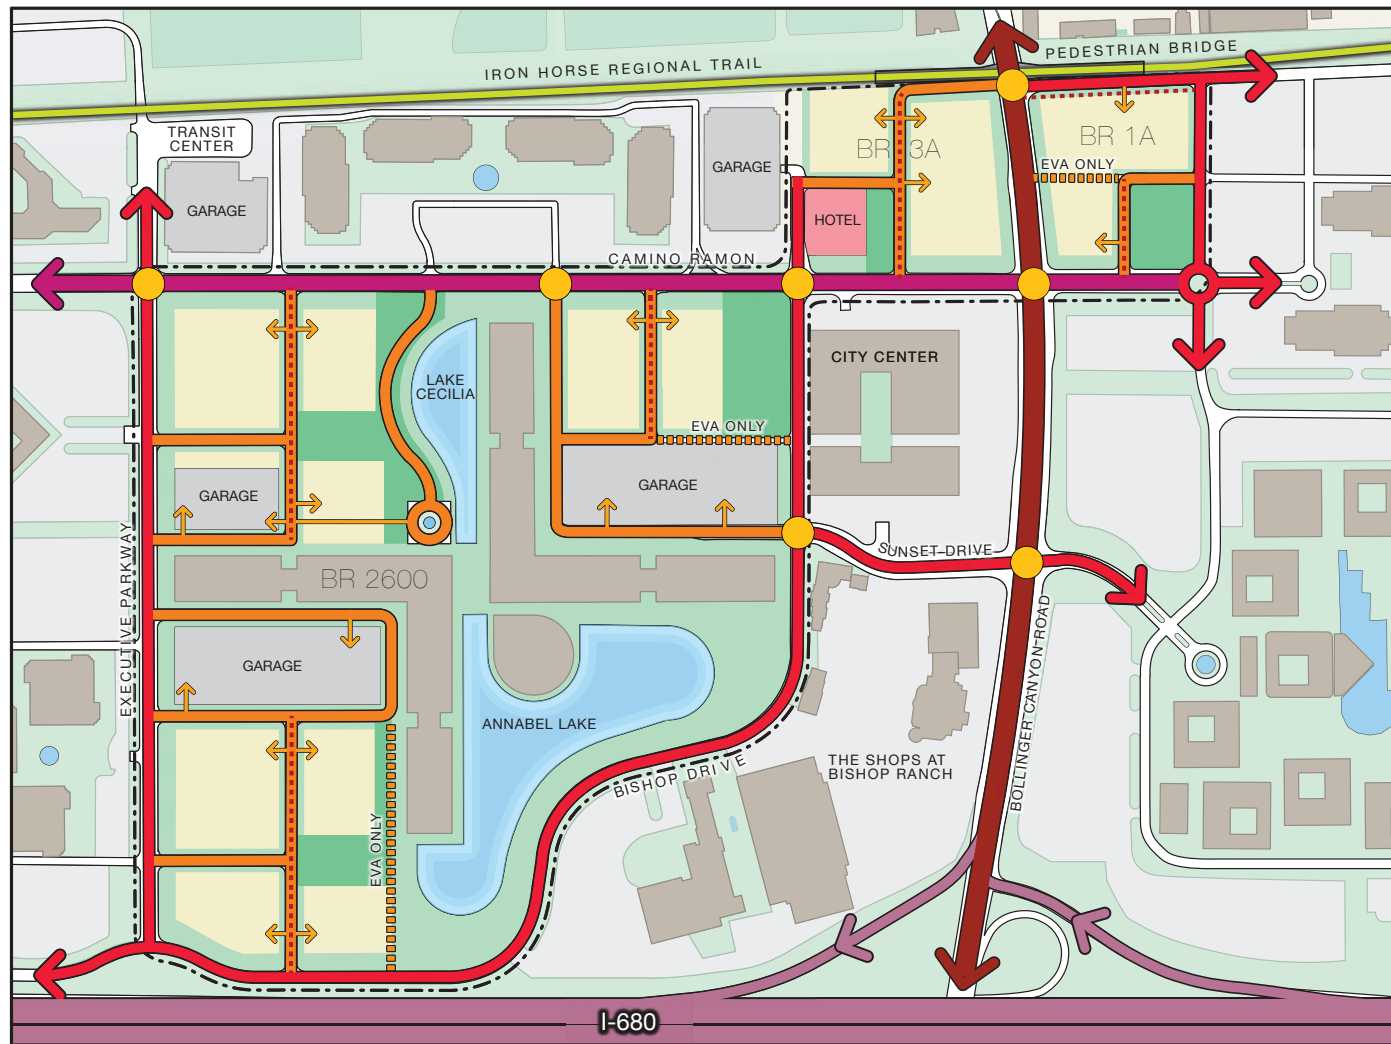 PEDESTRIAN BRIDGE
IRON HORSE REGIONAL TRAIL
TRANSIT
CENTER
BR 3A
BR 1A
EVA ONLY
GARAGE
GARAGE
HOTEL
CAMINO RAMON
CITY CENTER
LAKE
CECILIA
EVA ONLY
GARAGE
GARAGE
SUNSET DRIVE
BR 2600
EXECUTIVE PARKWAY
GARAGE
BOLLINGER CANYON ROAD
ANNABEL LAKE
BISHOP DRIVE
THE SHOPS AT
BISHOP RANCH
EVA ONLY
I-680